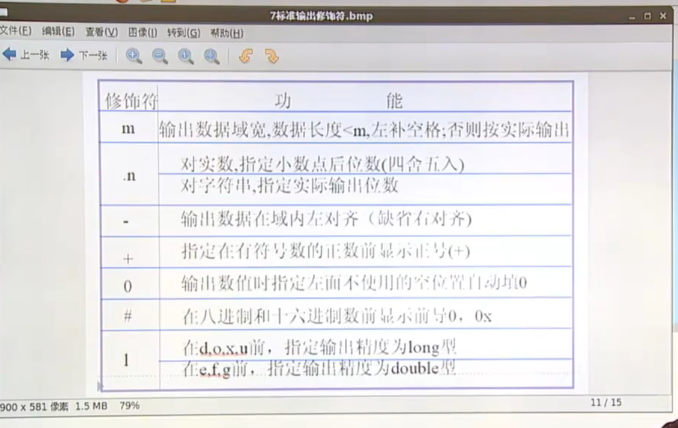 7标准输出修饰符.bmp
文件(F) 编辑(E) 查看(V) 图像(I) 转到(G) 帮助(H)
上一张 下一张
修饰符 功 能
m 输出数据域宽,数据长度<m,左补空格;否则按实际输出
.n 对实数,指定小数点后位数(四舍五入)
对字符串,指定实际输出位数
- 输出数据在域内左对齐（缺省右对齐)
+ 指定在有符号数的正数前显示正号(+)
0 输出数值时指定左面不使用的空位置自动填0
# 在八进制和十六进制数前显示前导0，0x
l 在d,o,x,u前，指定输出精度为long型
在e,f,g前，指定输出精度为double型
900 x 581 像素 1.5 MB 79% 11 / 15